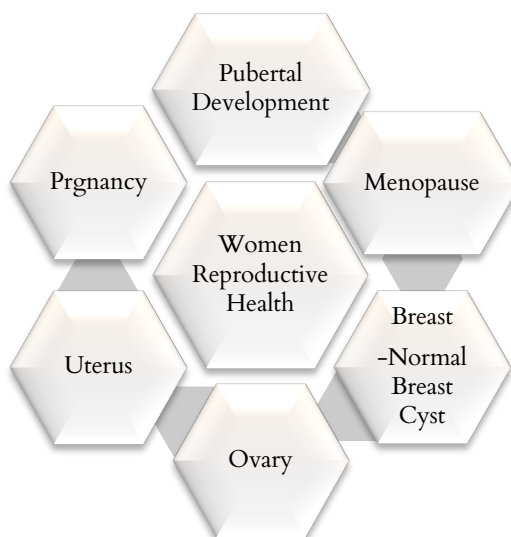 Pubertal
Development
Prgnancy
Menopause
Women
Reproductive
Health
Breast
-Normal
Breast
Cyst
Uterus
Ovary